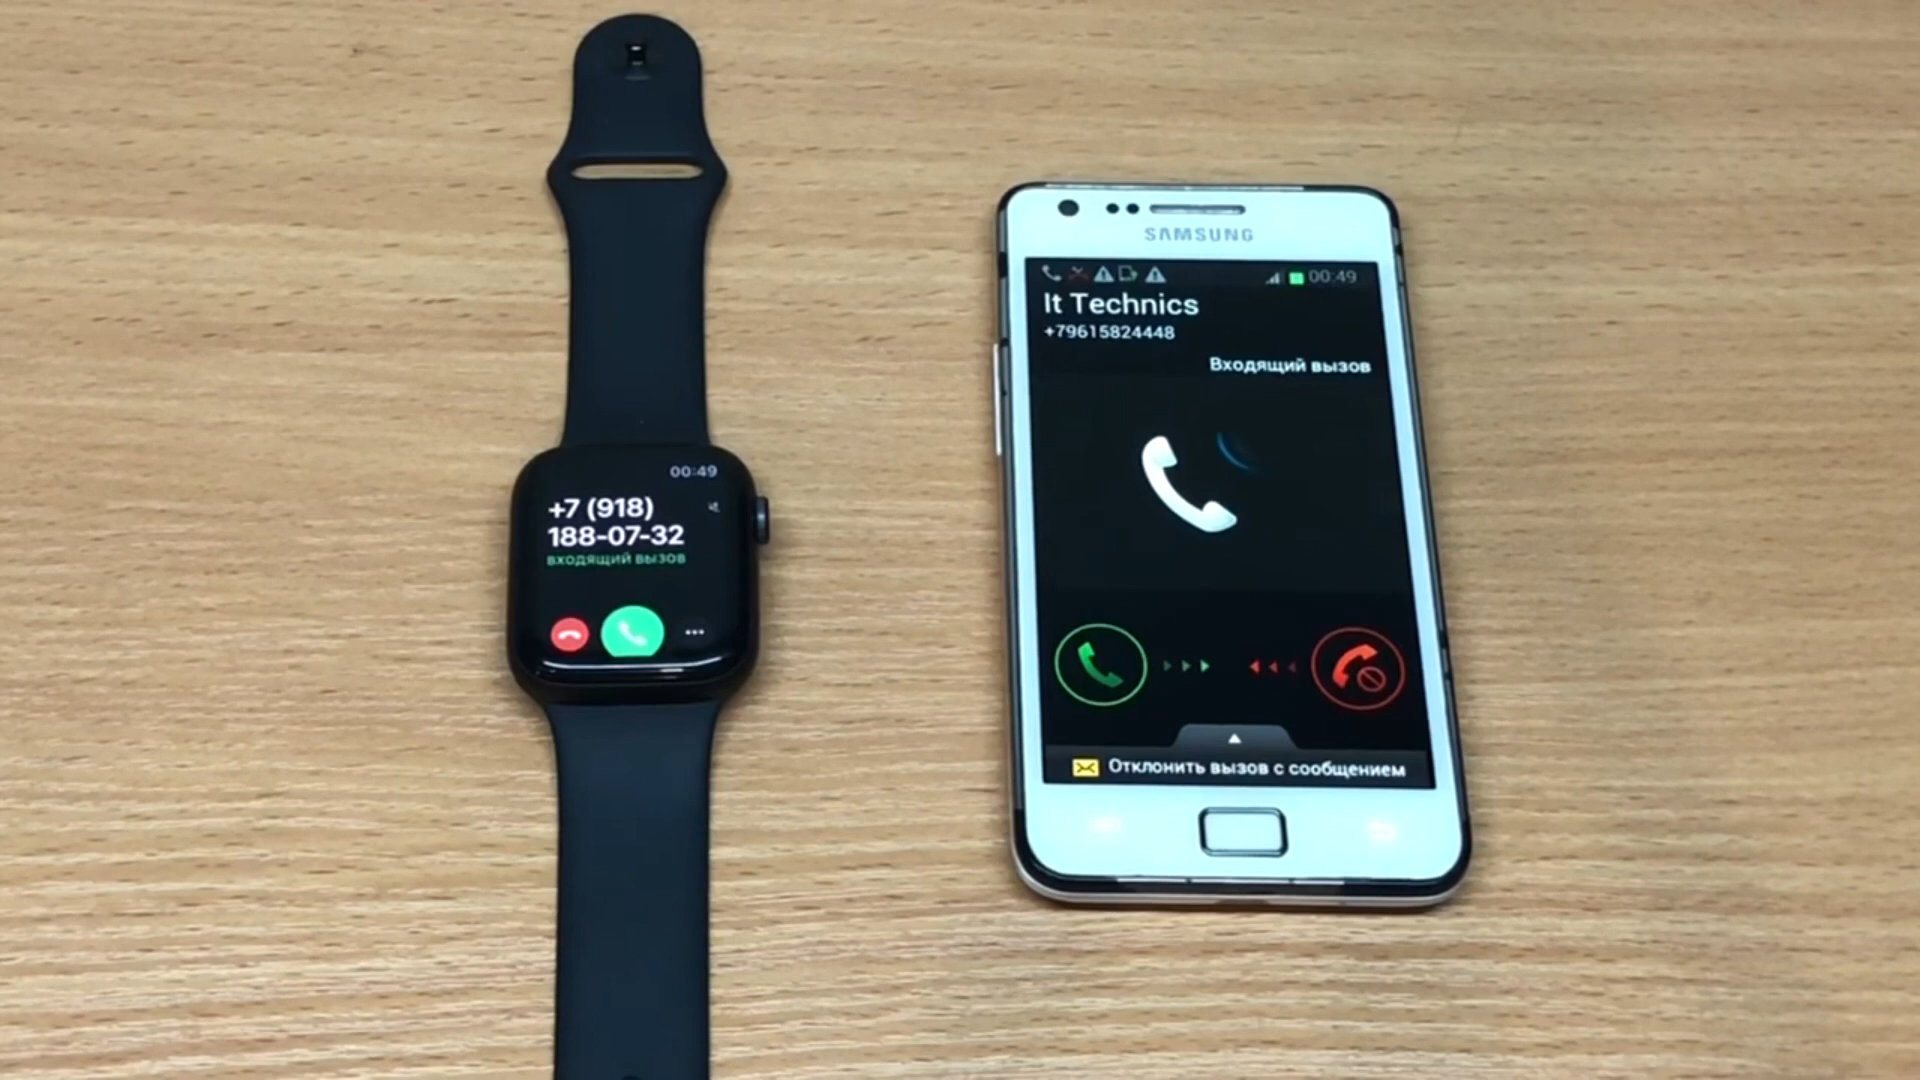 00:49
+7 (918)
188-07-32
входящий вызов
SAMSUNG
00:49
It Technics
+79615824448
Входящий вызов
Отклонить вызов с сообщением